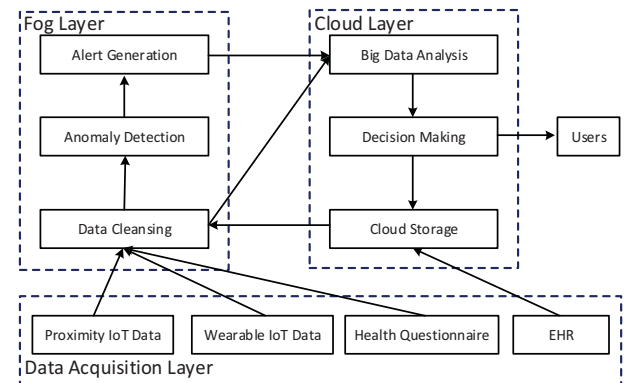 Fog Layer
Cloud Layer
Alert Generation
Big Data Analysis
Anomaly Detection
Decision Making
Users
Data Cleansing
Cloud Storage
Proximity IoT Data
Wearable IoT Data
Health Questionnaire
EHR
Data Acquisition Layer